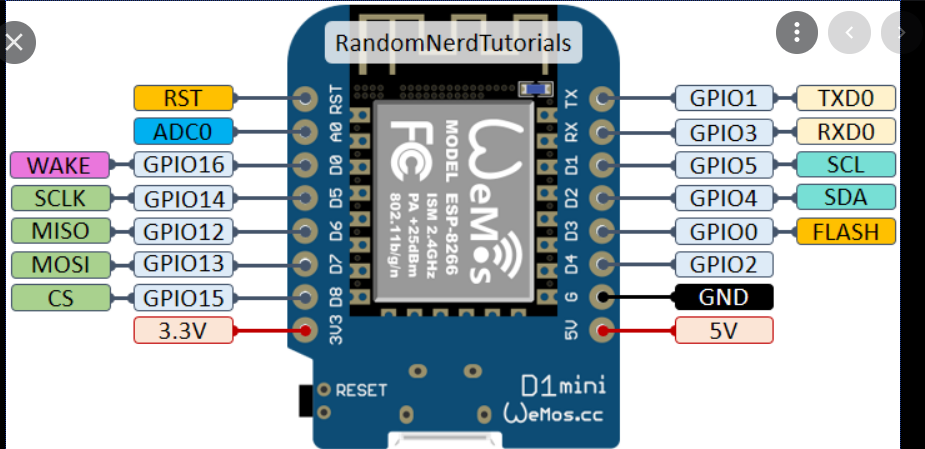 RandomNerdTutorials
RST RST
ADC0 A0
WAKE GPIO16 D0
SCLK GPIO14 D5
MISO GPIO12 D6
MOSI GPIO13 D7
CS GPIO15 D8
3.3V 3V3
TX GPIO1 TXD0
RX GPIO3 RXD0
D1 GPIO5 SCL
D2 GPIO4 SDA
D3 GPIO0 FLASH
D4 GPIO2
G GND
5V 5V
WeMos
MODEL ESP-8266
ISM 2.4GHz
PA +25dBm
802.11b/g/n
FC
RESET
D1mini
WeMos.cc